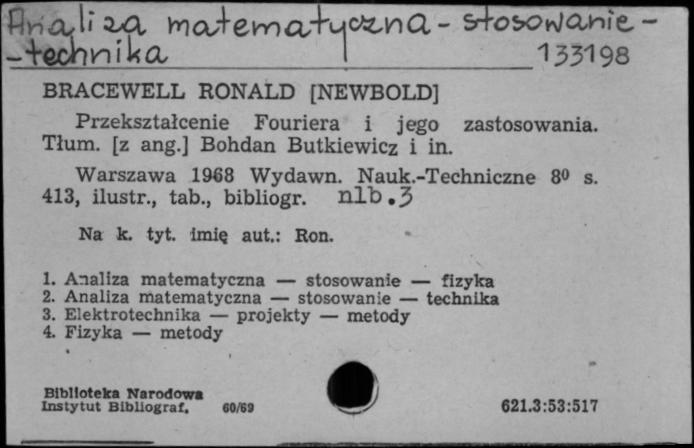 Analiza matematyczna - stosowanie -
- technika
133198
BRACEWELL RONALD [NEWBOLD]
Przekształcenie Fouriera i jego zastosowania.
Tłum. [z ang.] Bohdan Butkiewicz i in.
Warszawa 1968 Wydawn. Nauk.-Techniczne 8⁰ s.
413, ilustr., tab., bibliogr. nlb.3
Na k. tyt. imię aut.: Ron.
1. Analiza matematyczna — stosowanie — fizyka
2. Analiza matematyczna — stosowanie — technika
3. Elektrotechnika — projekty — metody
4. Fizyka — metody
Biblioteka Narodowa
Instytut Bibliograf. 60/69 621.3:53:517